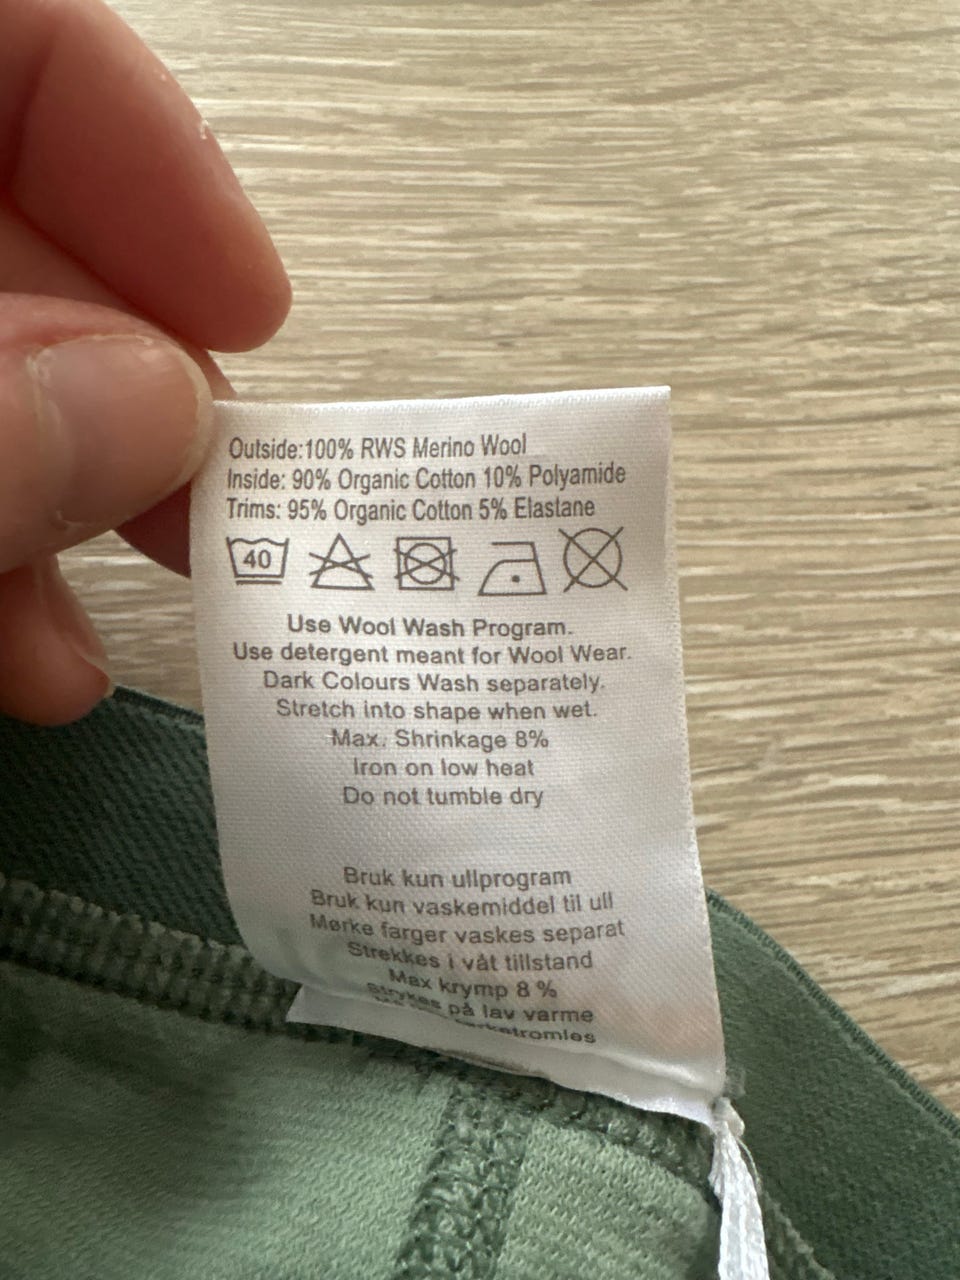 Outside:100% RWS Merino Wool
Inside: 90% Organic Cotton 10% Polyamide
Trims: 95% Organic Cotton 5% Elastane
40
Use Wool Wash Program.
Use detergent meant for Wool Wear.
Dark Colours Wash separately.
Stretch into shape when wet.
Max. Shrinkage 8%
Iron on low heat
Do not tumble dry
Bruk kun ullprogram
Bruk kun vaskemiddel til ull
Mørke farger vaskes separat
Strekkes i våt tillstand
Max krymp 8 %
Strykes på lav varme